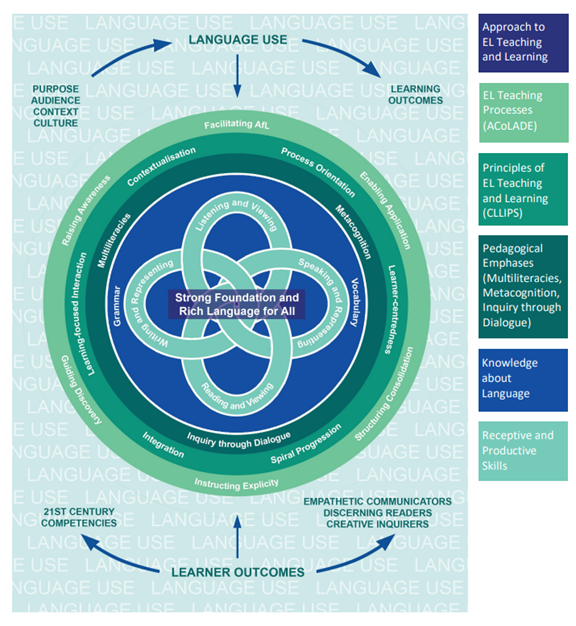 LANGUAGE USE
PURPOSE
AUDIENCE
CONTEXT
CULTURE
LEARNING
OUTCOMES
Facilitating AfL
Enabling Application
Structuring Consolidation
Instructing Explicity
Guiding Discovery
Raising Awareness
Contextualisation
Process Orientation
Learner-centredness
Spiral Progression
Integration
Learning-focused Interaction
Multiliteracies
Metacognition
Inquiry through Dialogue
Grammar
Vocabulary
Listening and Viewing
Speaking and Representing
Reading and Viewing
Writing and Representing
Strong Foundation and
Rich Language for All
21ST CENTURY
COMPETENCIES
EMPATHETIC COMMUNICATORS
DISCERNING READERS
CREATIVE INQUIRERS
LEARNER OUTCOMES
Approach to
EL Teaching
and Learning
EL Teaching
Processes
(ACoLADE)
Principles of
EL Teaching
and Learning
(CLLIPS)
Pedagogical
Emphases
(Multiliteracies,
Metacognition,
Inquiry through
Dialogue)
Knowledge
about
Language
Receptive and
Productive
Skills